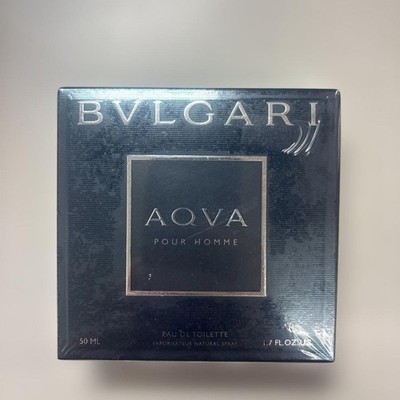 BVLGARI
AQVA
POUR HOMME
EAU DE TOILETTE
50 ML VAPORISATEUR NATURAL SPRAY 1.7 FL.OZ.US